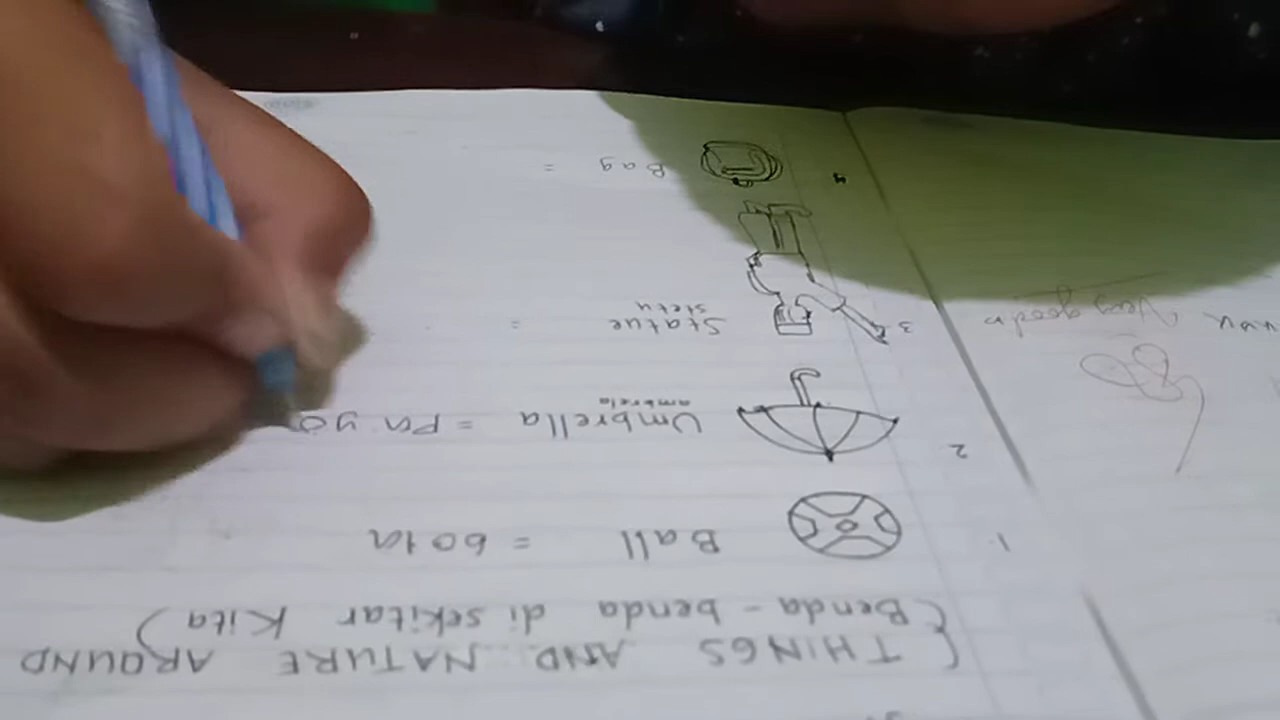 (THINGS AND NATURE AROUND
(Benda-benda di sekitar Kita)
1. Ball = bola
2 Umbrella = Payo
ambrela
3 Statue =
stetu
4 Bag =
Very good